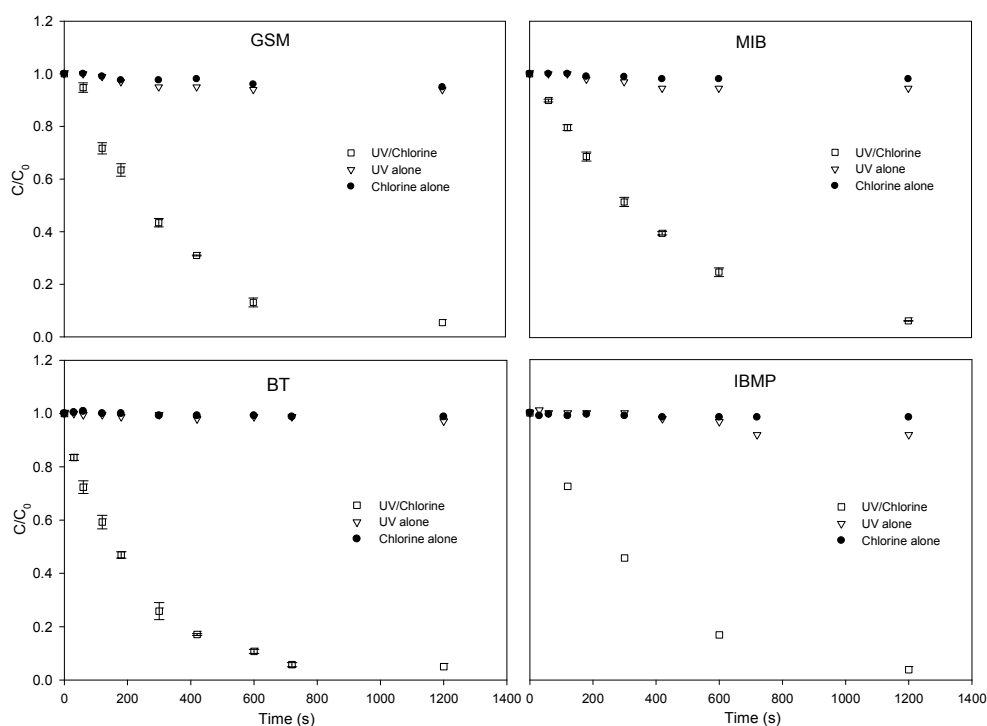 GSM
1.2
1.0
0.8
0.6
0.4
0.2
0.0
C/C0
UV/Chlorine
UV alone
Chlorine alone
MIB
UV/Chlorine
UV alone
Chlorine alone
BT
1.2
1.0
0.8
0.6
0.4
0.2
0.0
C/C0
UV/Chlorine
UV alone
Chlorine alone
0 200 400 600 800 1000 1200 1400
Time (s)
IBMP
UV/Chlorine
UV alone
Chlorine alone
0 200 400 600 800 1000 1200 1400
Time (s)